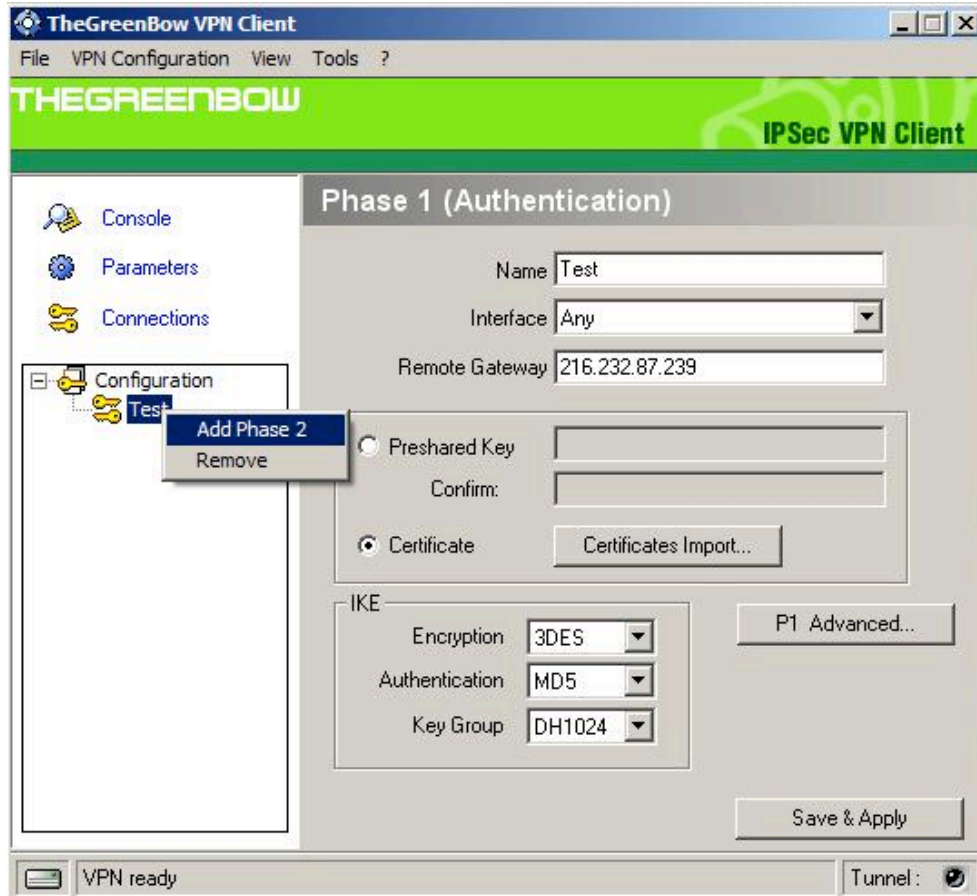 TheGreenBow VPN Client
File VPN Configuration View Tools ?
THEGREENBOW
IPSec VPN Client
Console
Parameters
Connections
Configuration
Test
Add Phase 2
Remove
Phase 1 (Authentication)
Name Test
Interface Any
Remote Gateway 216.232.87.239
Preshared Key
Confirm:
Certificate Certificates Import...
IKE
Encryption 3DES
Authentication MD5
Key Group DH1024
P1 Advanced...
Save & Apply
VPN ready Tunnel :